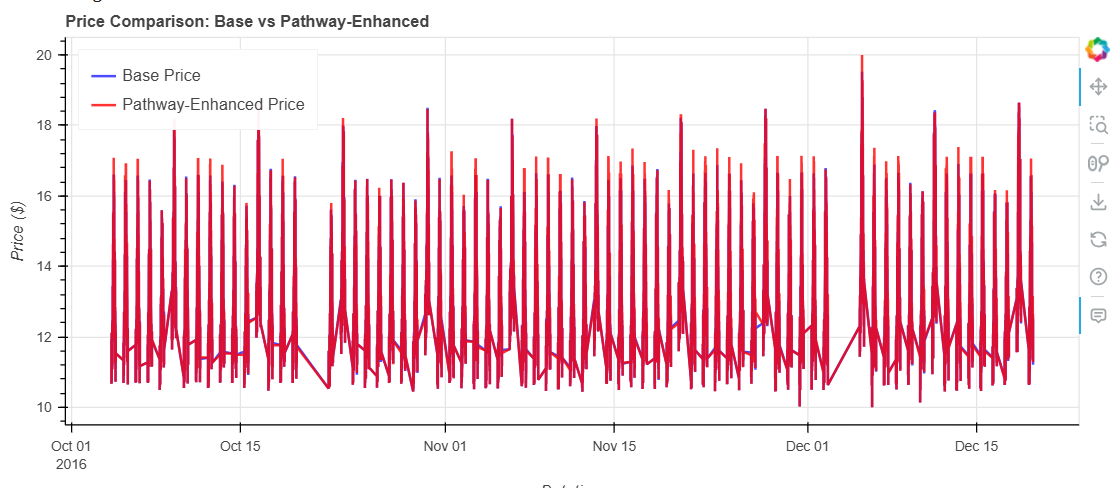 Price Comparison: Base vs Pathway-Enhanced
Base Price
Pathway-Enhanced Price
Price ($)
20
18
16
14
12
10
Oct 01
2016
Oct 15
Nov 01
Nov 15
Dec 01
Dec 15